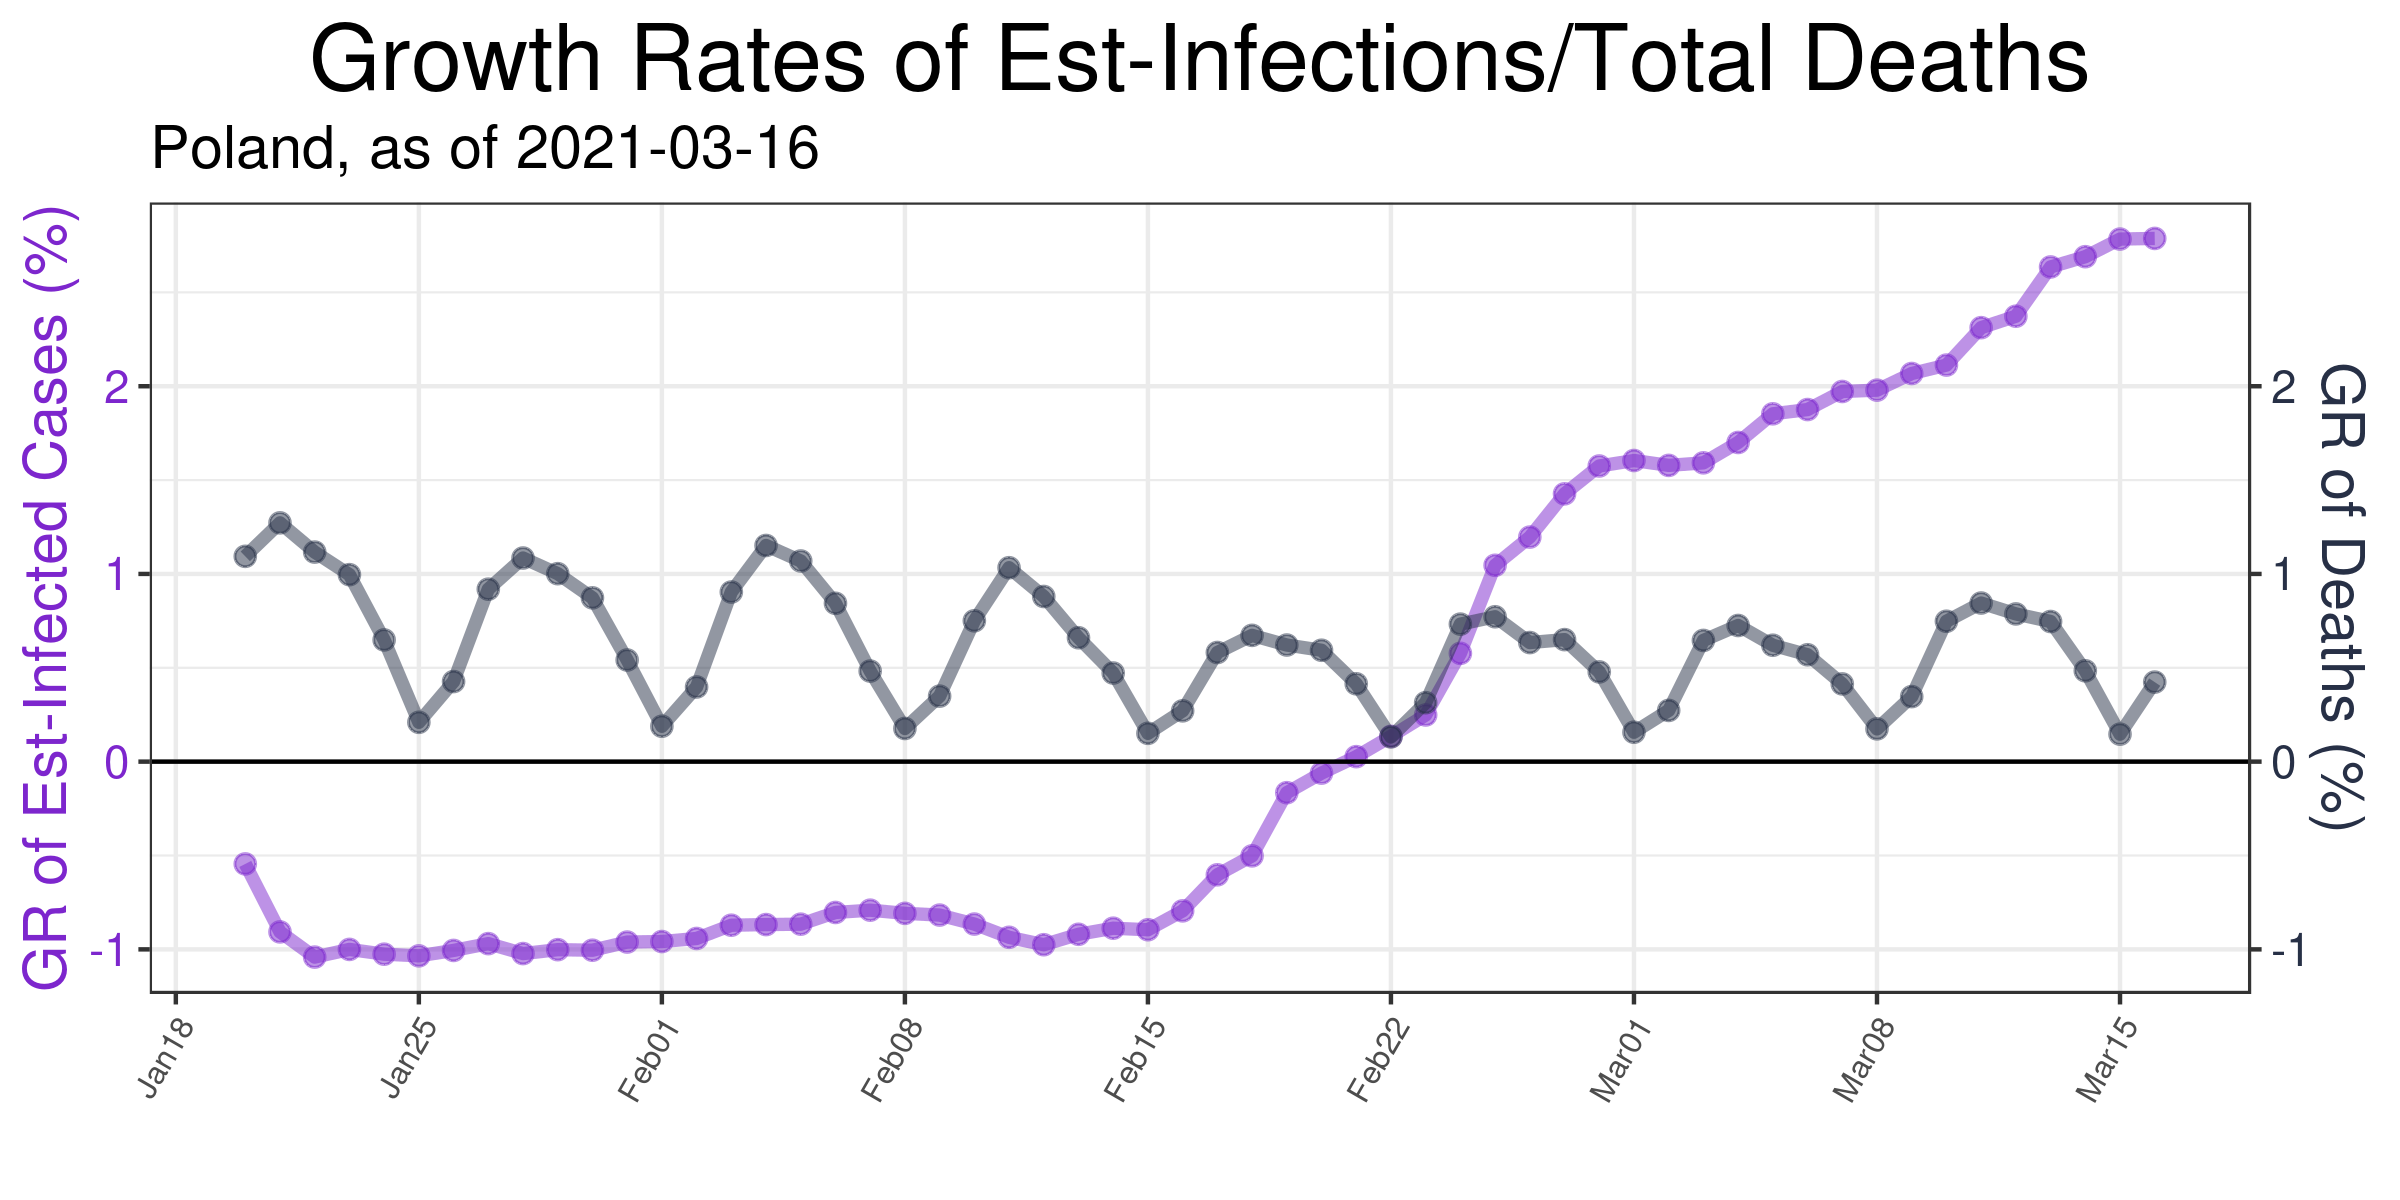 Growth Rates of Est-Infections/Total Deaths
Poland, as of 2021-03-16
GR of Est-Infected Cases (%)
2
1
0
-1
2
1
0
-1
GR of Deaths (%)
Jan18
Jan25
Feb01
Feb08
Feb15
Feb22
Mar01
Mar08
Mar15